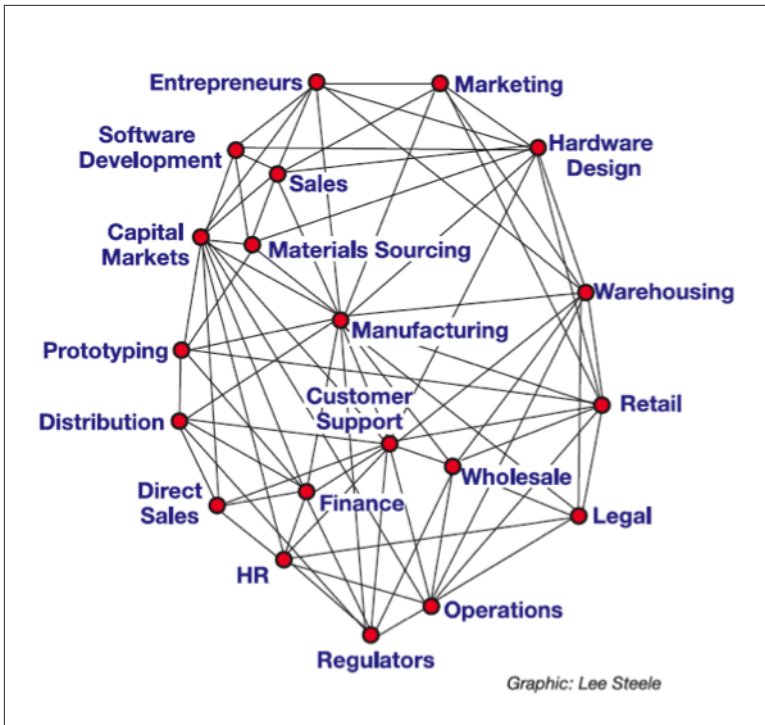 Entrepreneurs
Marketing
Software
Development
Hardware
Design
Sales
Capital
Markets
Materials Sourcing
Warehousing
Manufacturing
Prototyping
Customer
Support
Retail
Distribution
Wholesale
Direct
Sales
Finance
Legal
HR
Operations
Regulators
Graphic: Lee Steele